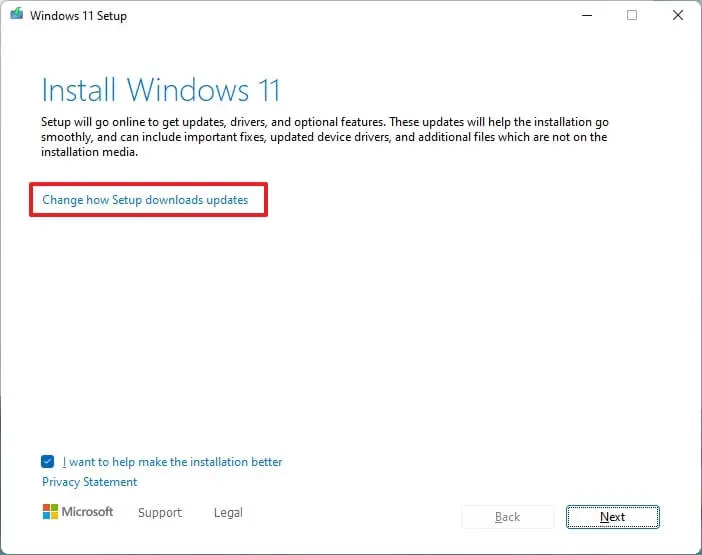 Windows 11 Setup
Install Windows 11
Setup will go online to get updates, drivers, and optional features. These updates will help the installation go
smoothly, and can include important fixes, updated device drivers, and additional files which are not on the
installation media.
Change how Setup downloads updates
I want to help make the installation better
Privacy Statement
Microsoft Support Legal Back Next